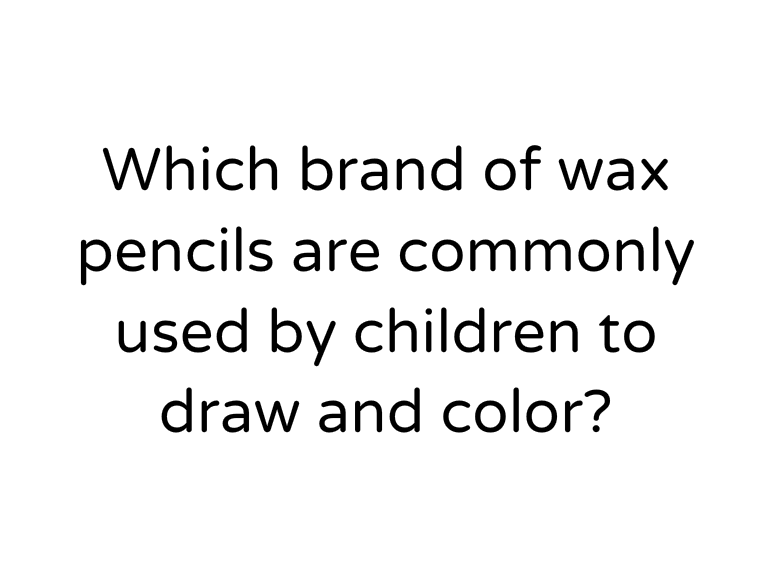 Which brand of wax
pencils are commonly
used by children to
draw and color?